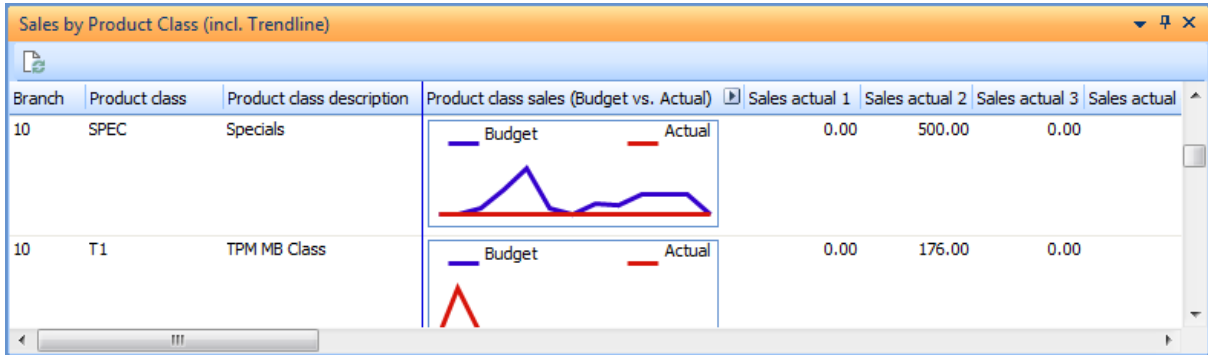 Sales by Product Class (incl. Trendline)
Branch Product class Product class description Product class sales (Budget vs. Actual) Sales actual 1 Sales actual 2 Sales actual 3 Sales actual
10 SPEC Specials Budget Actual 0.00 500.00 0.00
10 T1 TPM MB Class Budget Actual 0.00 176.00 0.00